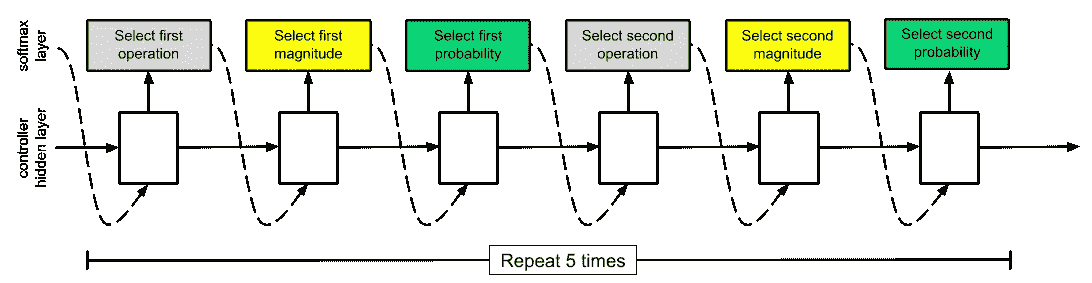 softmax
layer
Select first
operation
Select first
magnitude
Select first
probability
Select second
operation
Select second
magnitude
Select second
probability
controller
hidden layer
Repeat 5 times